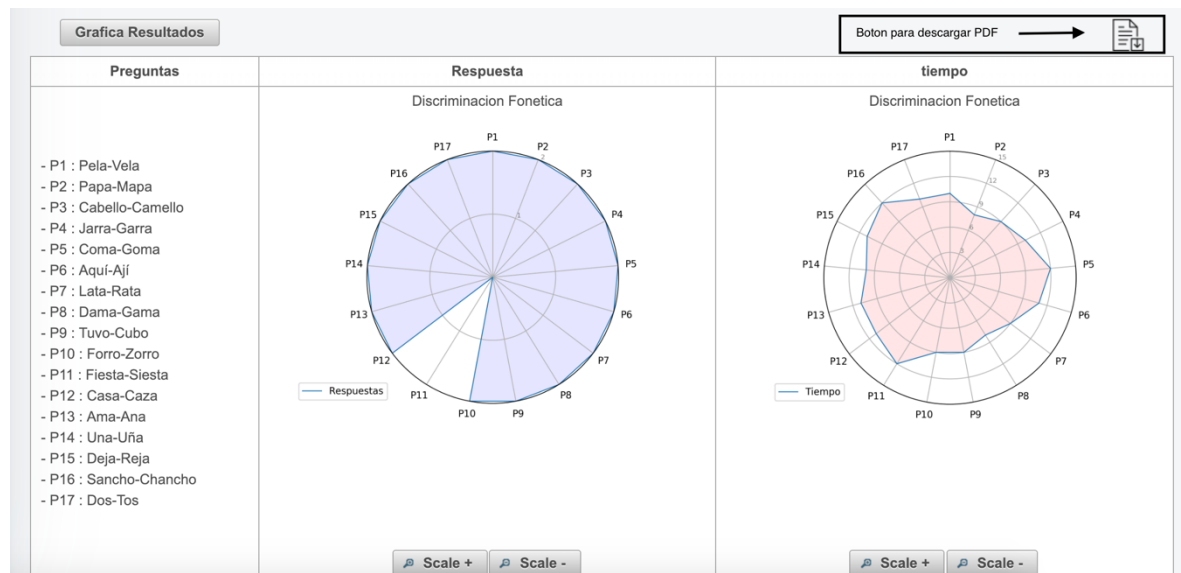 Grafica Resultados
Boton para descargar PDF
Preguntas
Respuesta
tiempo
- P1 : Pela-Vela
- P2 : Papa-Mapa
- P3 : Cabello-Camello
- P4 : Jarra-Garra
- P5 : Coma-Goma
- P6 : Aquí-Ají
- P7 : Lata-Rata
- P8 : Dama-Gama
- P9 : Tuvo-Cubo
- P10 : Forro-Zorro
- P11 : Fiesta-Siesta
- P12 : Casa-Caza
- P13 : Ama-Ana
- P14 : Una-Uña
- P15 : Deja-Reja
- P16 : Sancho-Chancho
- P17 : Dos-Tos
Discriminacion Fonetica
P1
P2
P3
P4
P5
P6
P7
P8
P9
P10
P11
P12
P13
P14
P15
P16
P17
1
2
Respuestas
Scale +
Scale -
Discriminacion Fonetica
P1
P2
P3
P4
P5
P6
P7
P8
P9
P10
P11
P12
P13
P14
P15
P16
P17
3
6
9
12
15
Tiempo
Scale +
Scale -